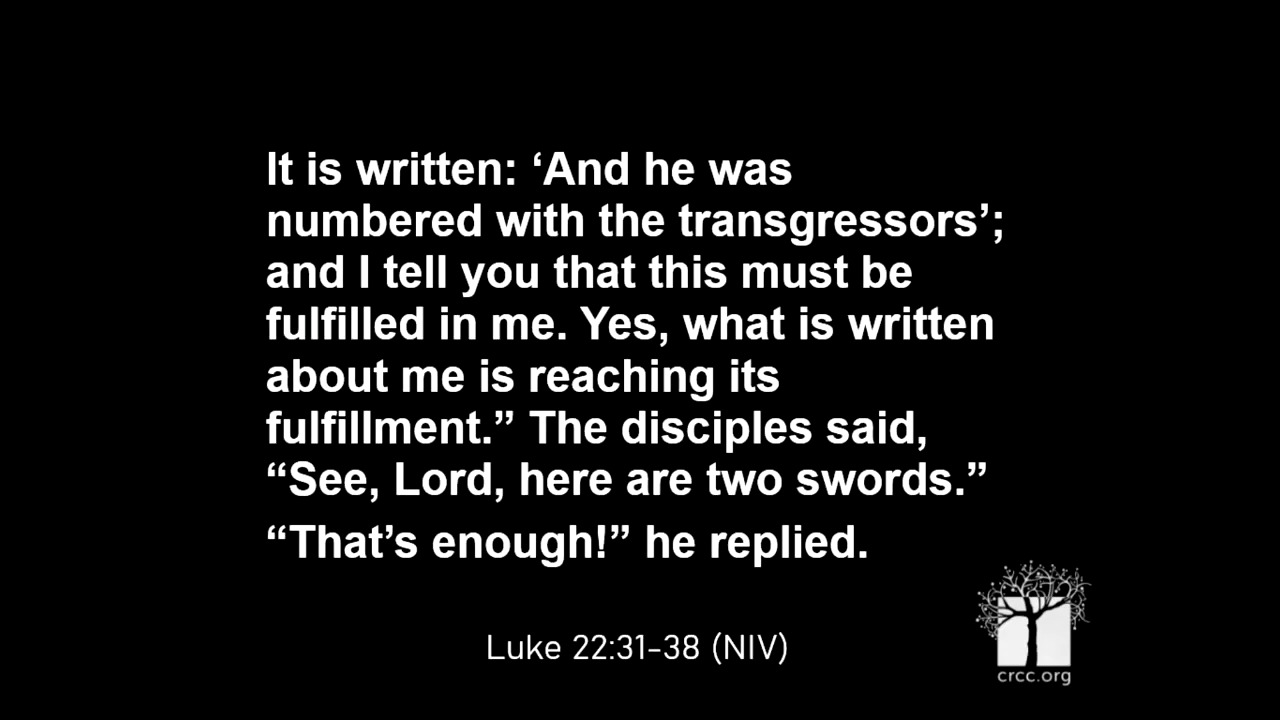 It is written: ‘And he was
numbered with the transgressors’;
and I tell you that this must be
fulfilled in me. Yes, what is written
about me is reaching its
fulfillment.” The disciples said,
“See, Lord, here are two swords.”
“That’s enough!” he replied.
Luke 22:31-38 (NIV)
crcc.org